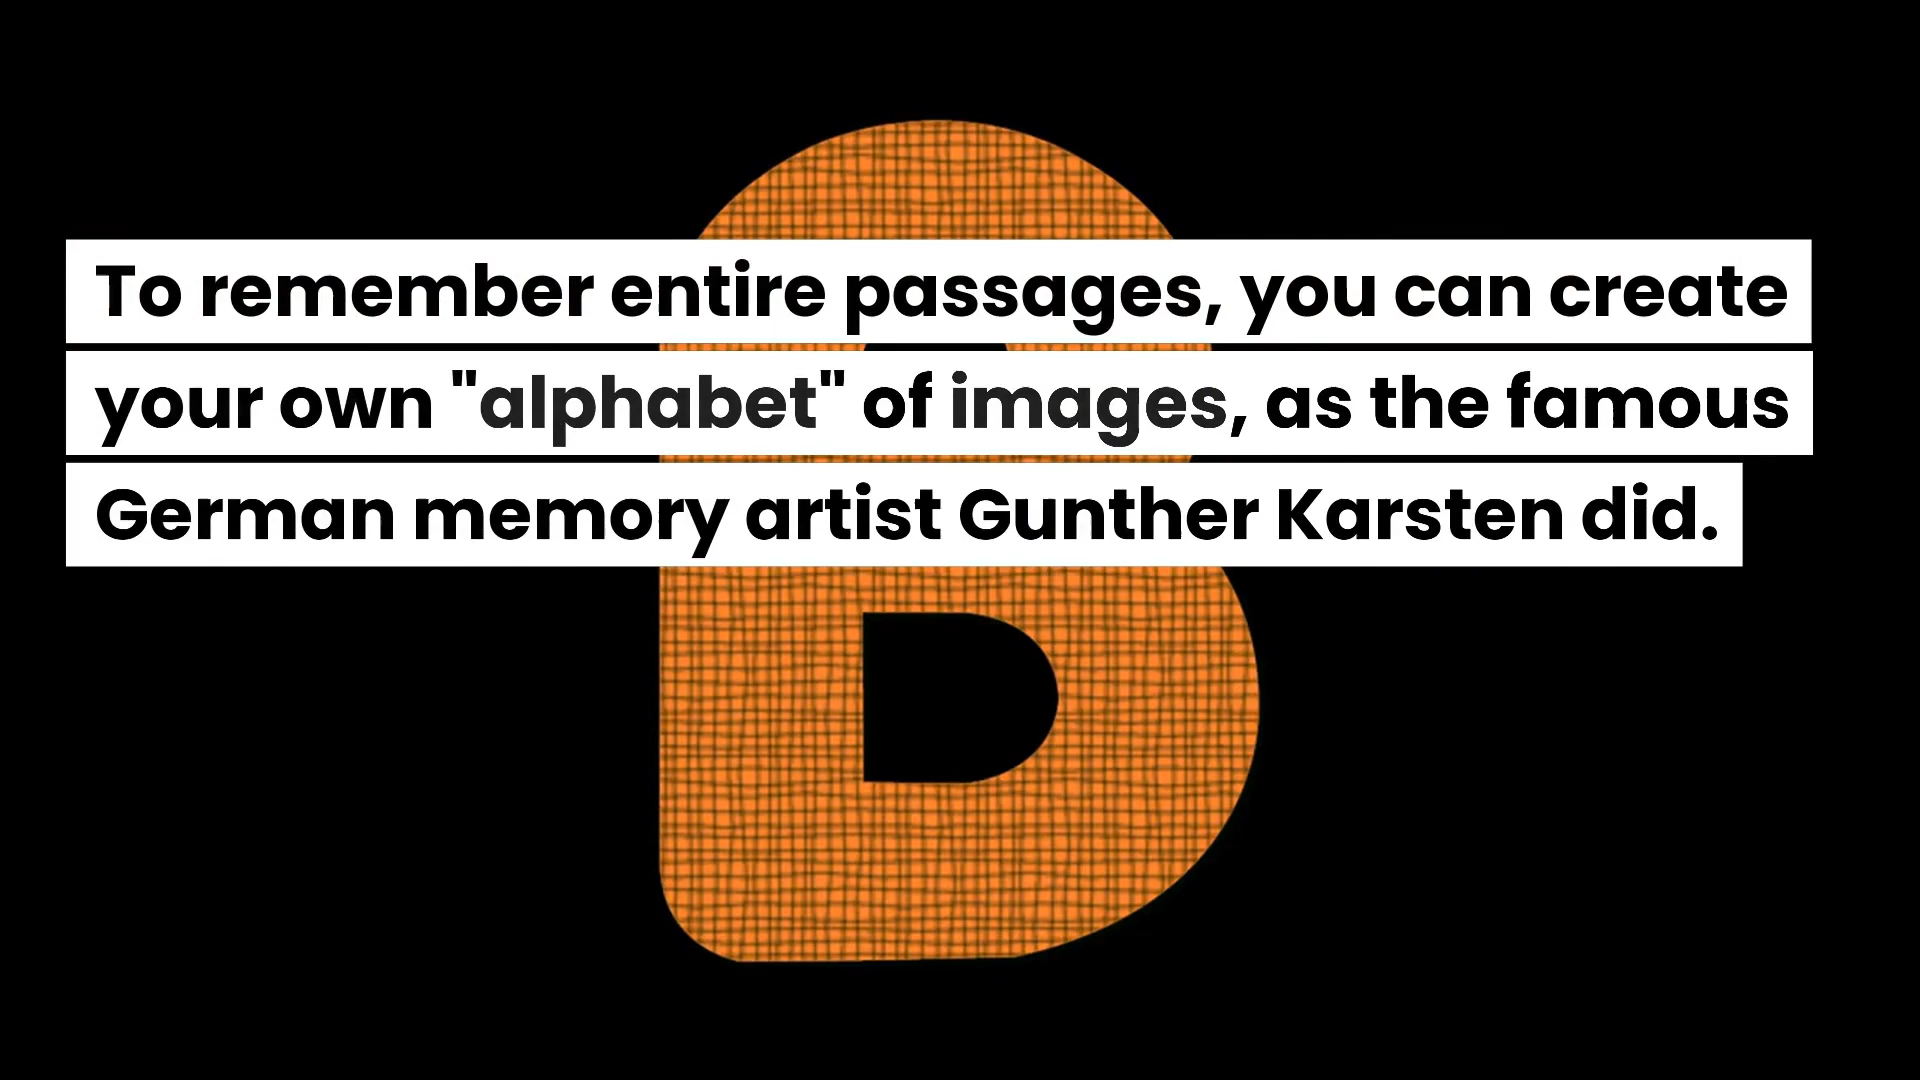 To remember entire passages, you can create
your own "alphabet" of images, as the famous
German memory artist Gunther Karsten did.
B